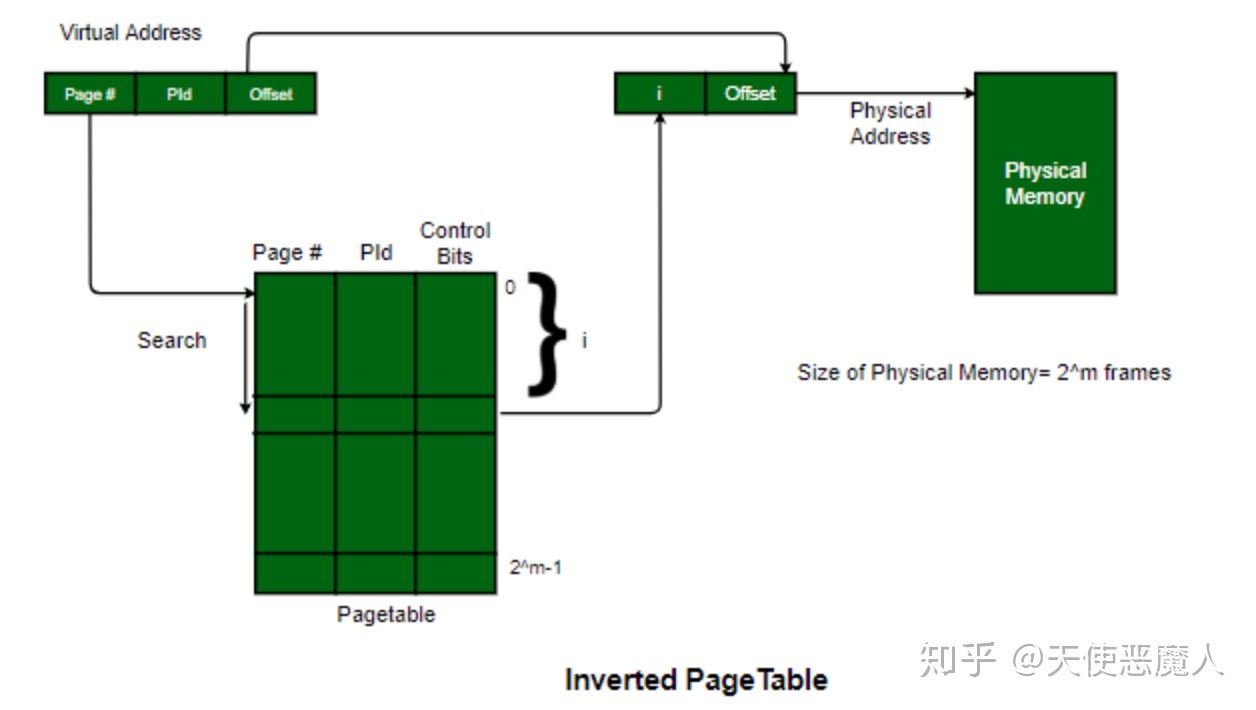 Virtual Address
Page # PId Offset
i Offset
Physical
Address
Physical
Memory
Control
Bits
Page # PId
0
i
Search
Size of Physical Memory= 2^m frames
2^m-1
Pagetable
Inverted PageTable
知乎 @天使恶魔人